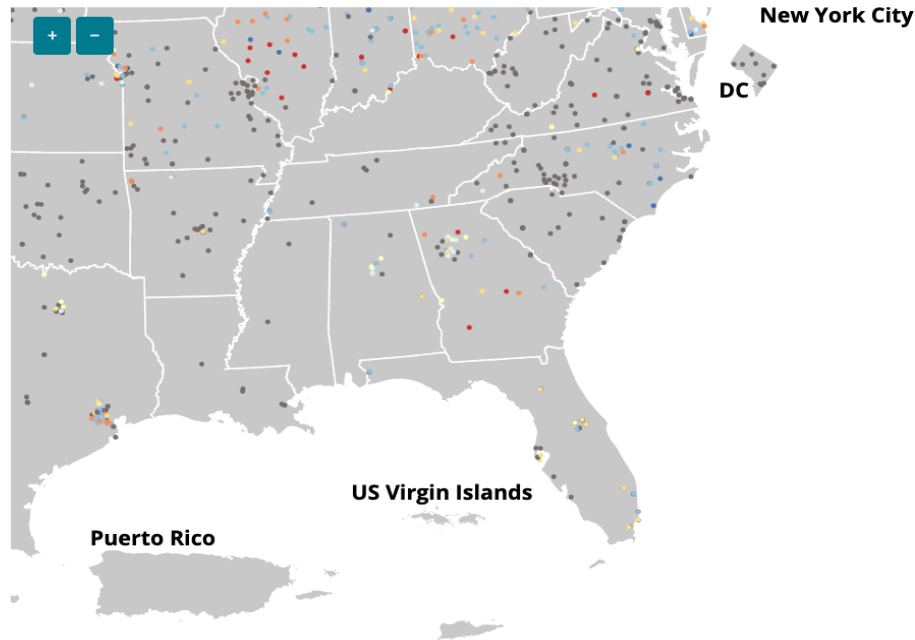 New York City
+
−
DC
US Virgin Islands
Puerto Rico